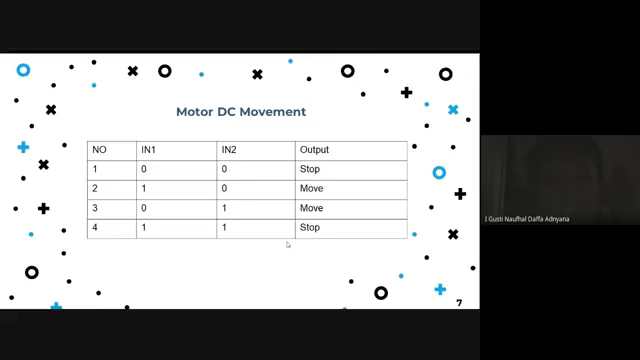 Motor DC Movement
NO IN1 IN2 Output
1 0 0 Stop
2 1 0 Move
3 0 1 Move
4 1 1 Stop
7
I Gusti Naufhal Daffa Adnyana